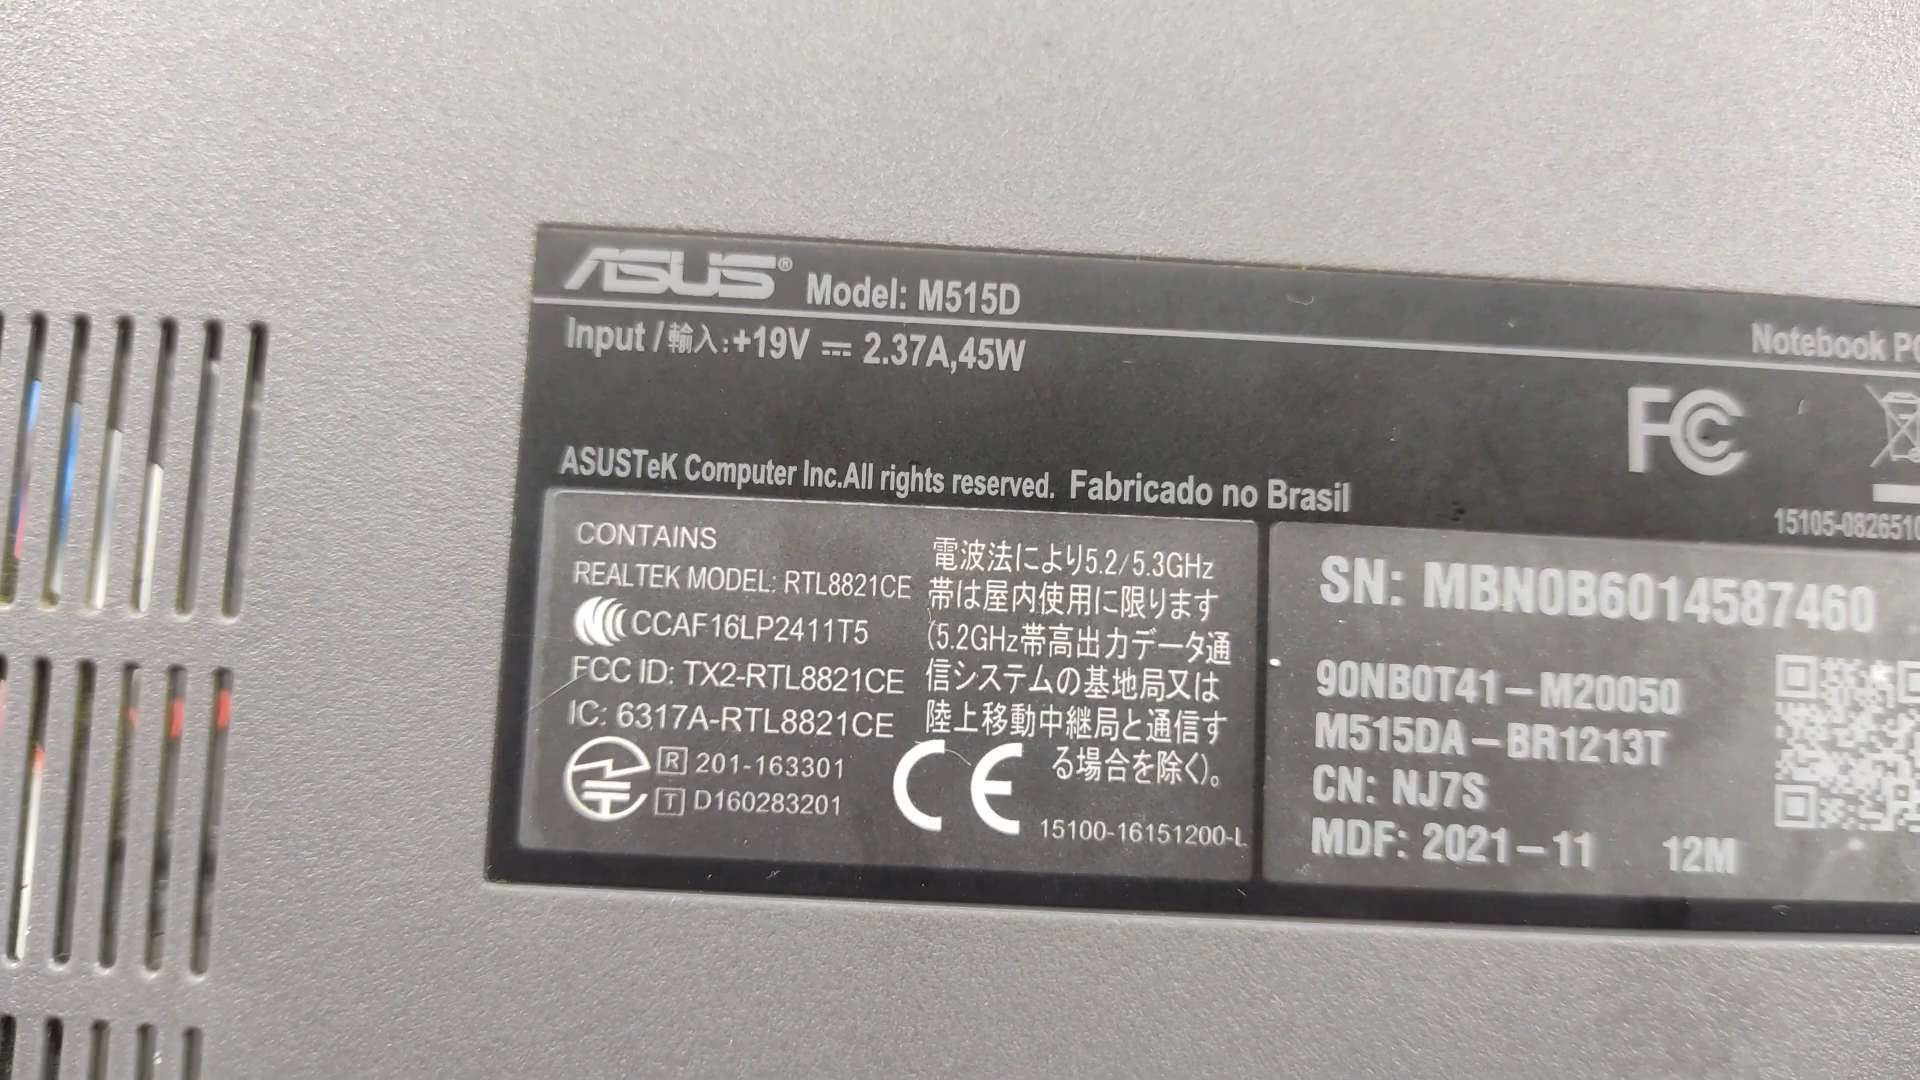 ASUS® Model: M515D
Notebook PC
Input / 輸入: +19V ⎓ 2.37A,45W
FC
ASUSTeK Computer Inc.All rights reserved. Fabricado no Brasil
15105-0826510
CONTAINS
REALTEK MODEL: RTL8821CE
CCAF16LP2411T5
FCC ID: TX2-RTL8821CE
IC: 6317A-RTL8821CE
R 201-163301
T D160283201
電波法により5.2/5.3GHz
帯は屋内使用に限ります
(5.2GHz帯高出力データ通
信システムの基地局又は
陸上移動中継局と通信す
る場合を除く)。
CE
15100-16151200-L
SN: MBN0B6014587460
90NB0T41-M20050
M515DA-BR1213T
CN: NJ7S
MDF: 2021-11 12M